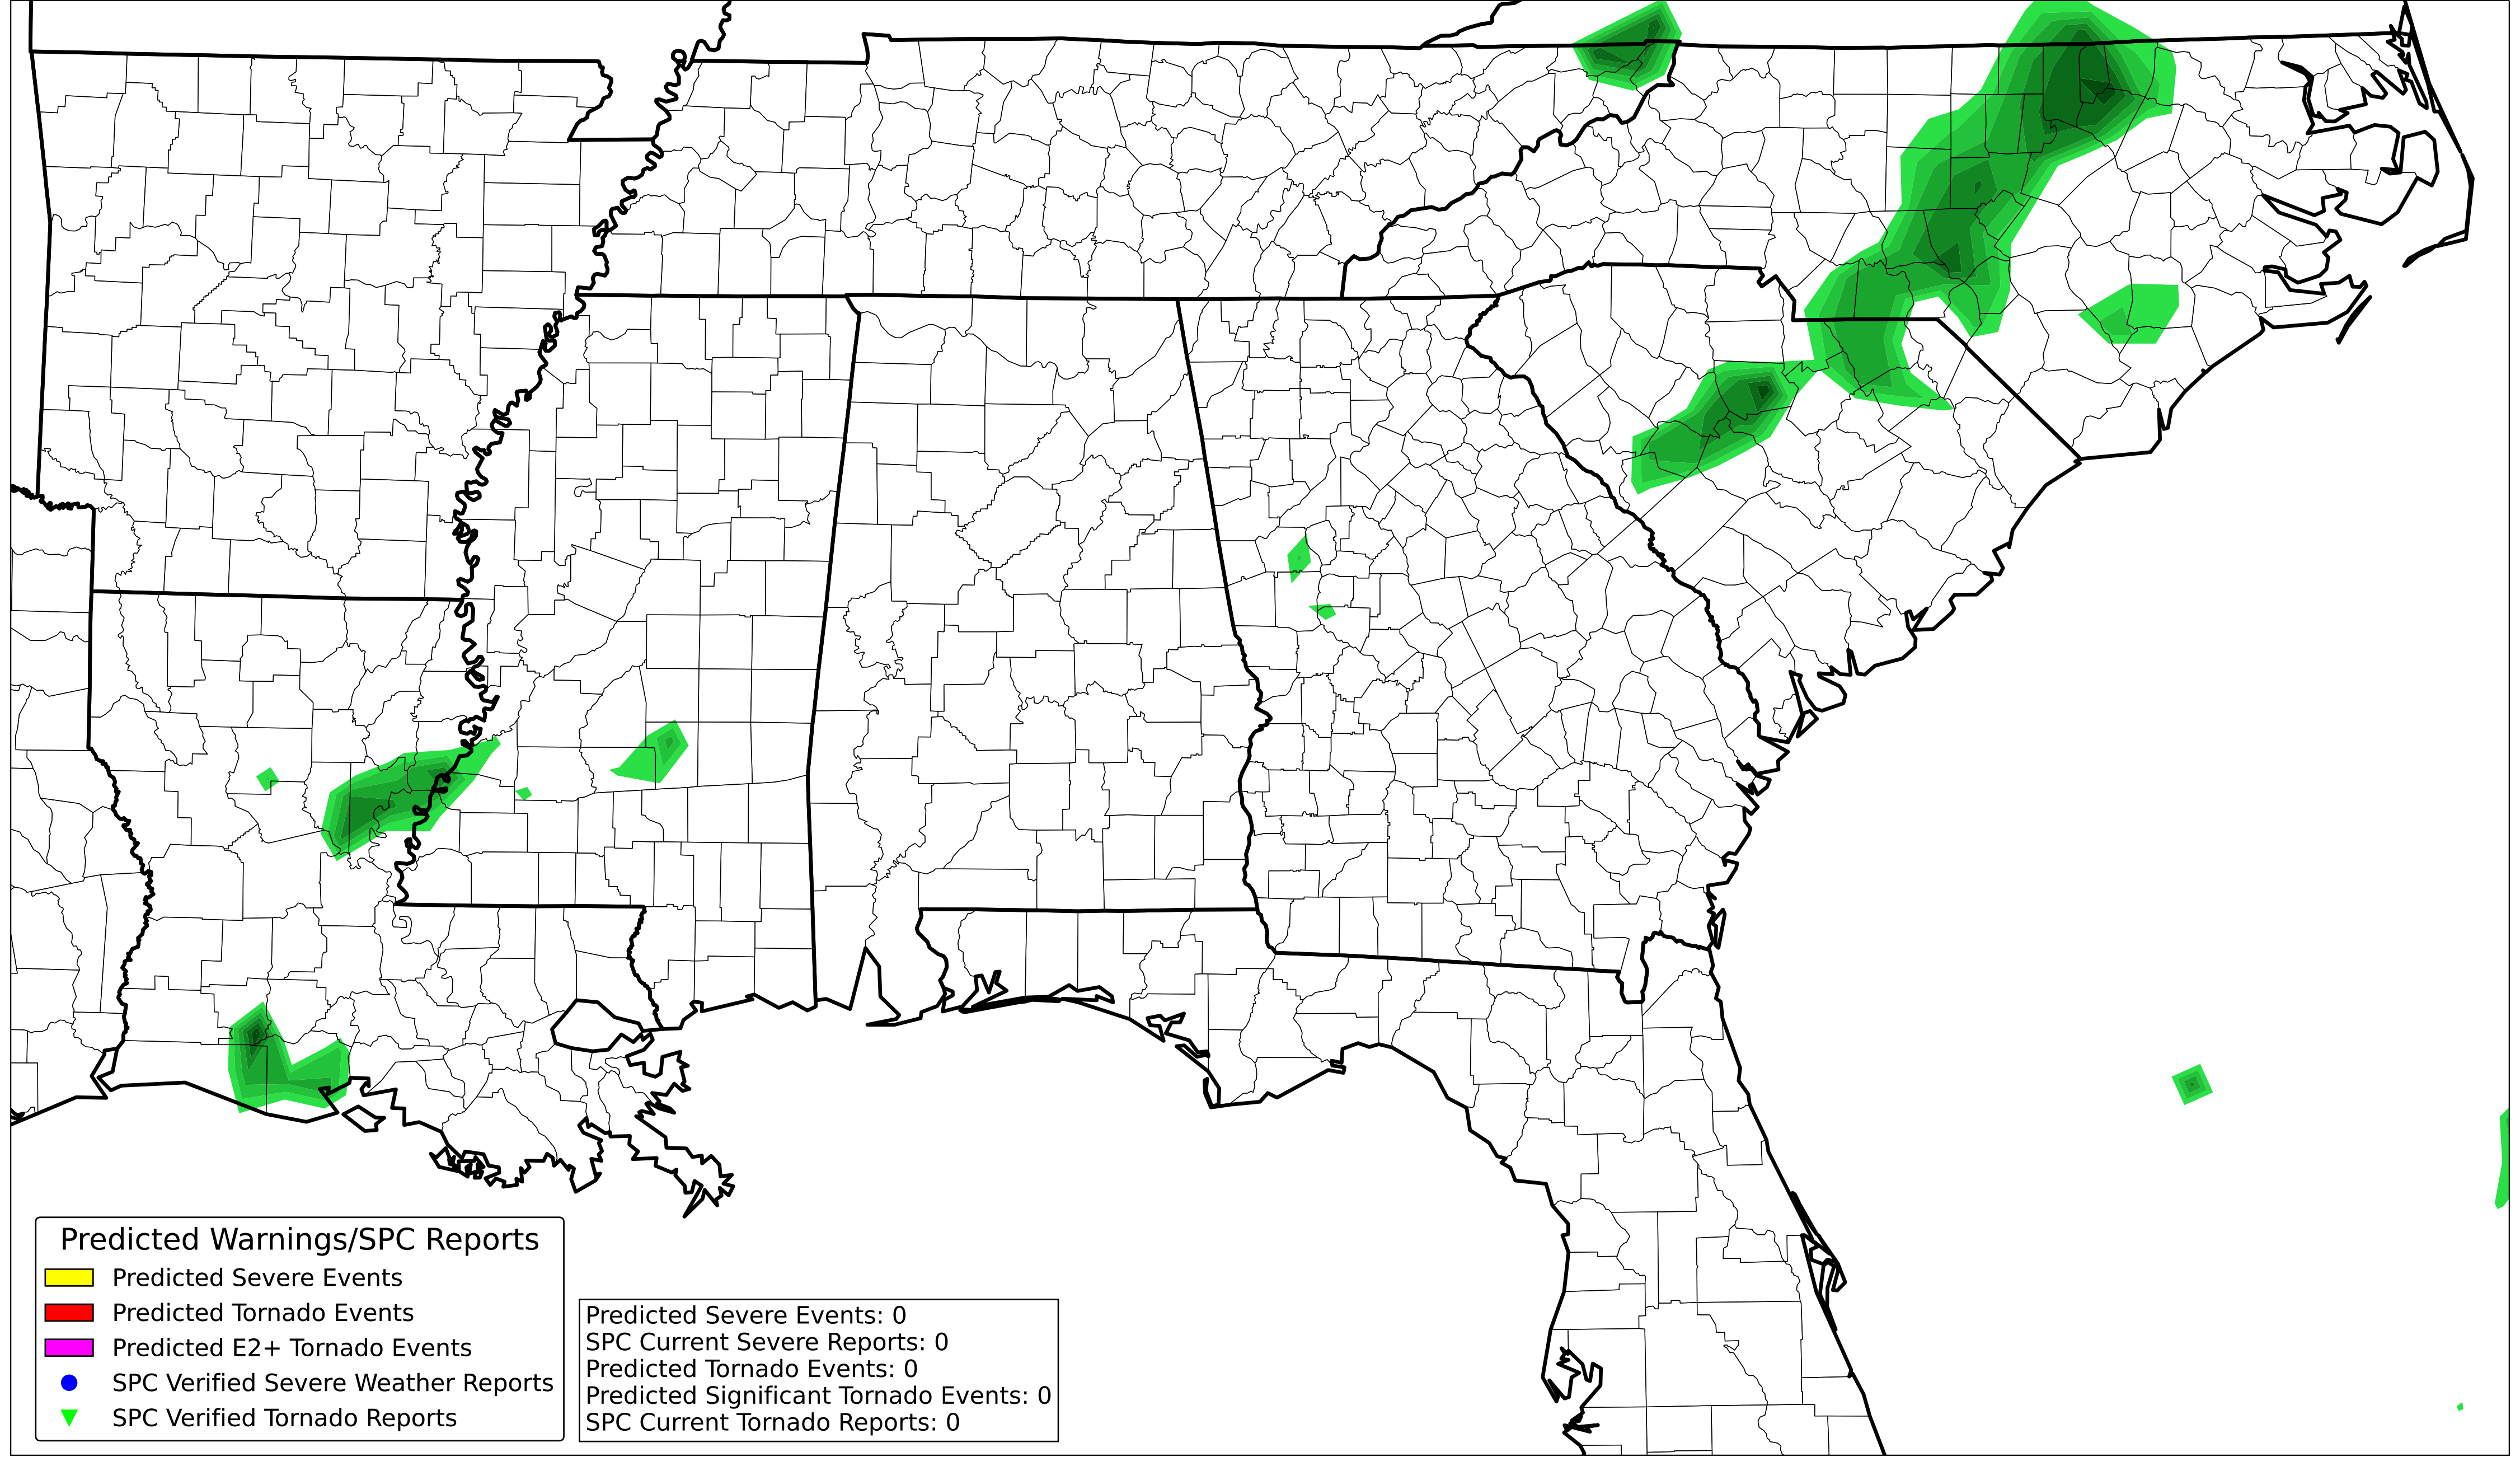 Predicted Warnings/SPC Reports
Predicted Severe Events
Predicted Tornado Events
Predicted E2+ Tornado Events
SPC Verified Severe Weather Reports
SPC Verified Tornado Reports
Predicted Severe Events: 0
SPC Current Severe Reports: 0
Predicted Tornado Events: 0
Predicted Significant Tornado Events: 0
SPC Current Tornado Reports: 0